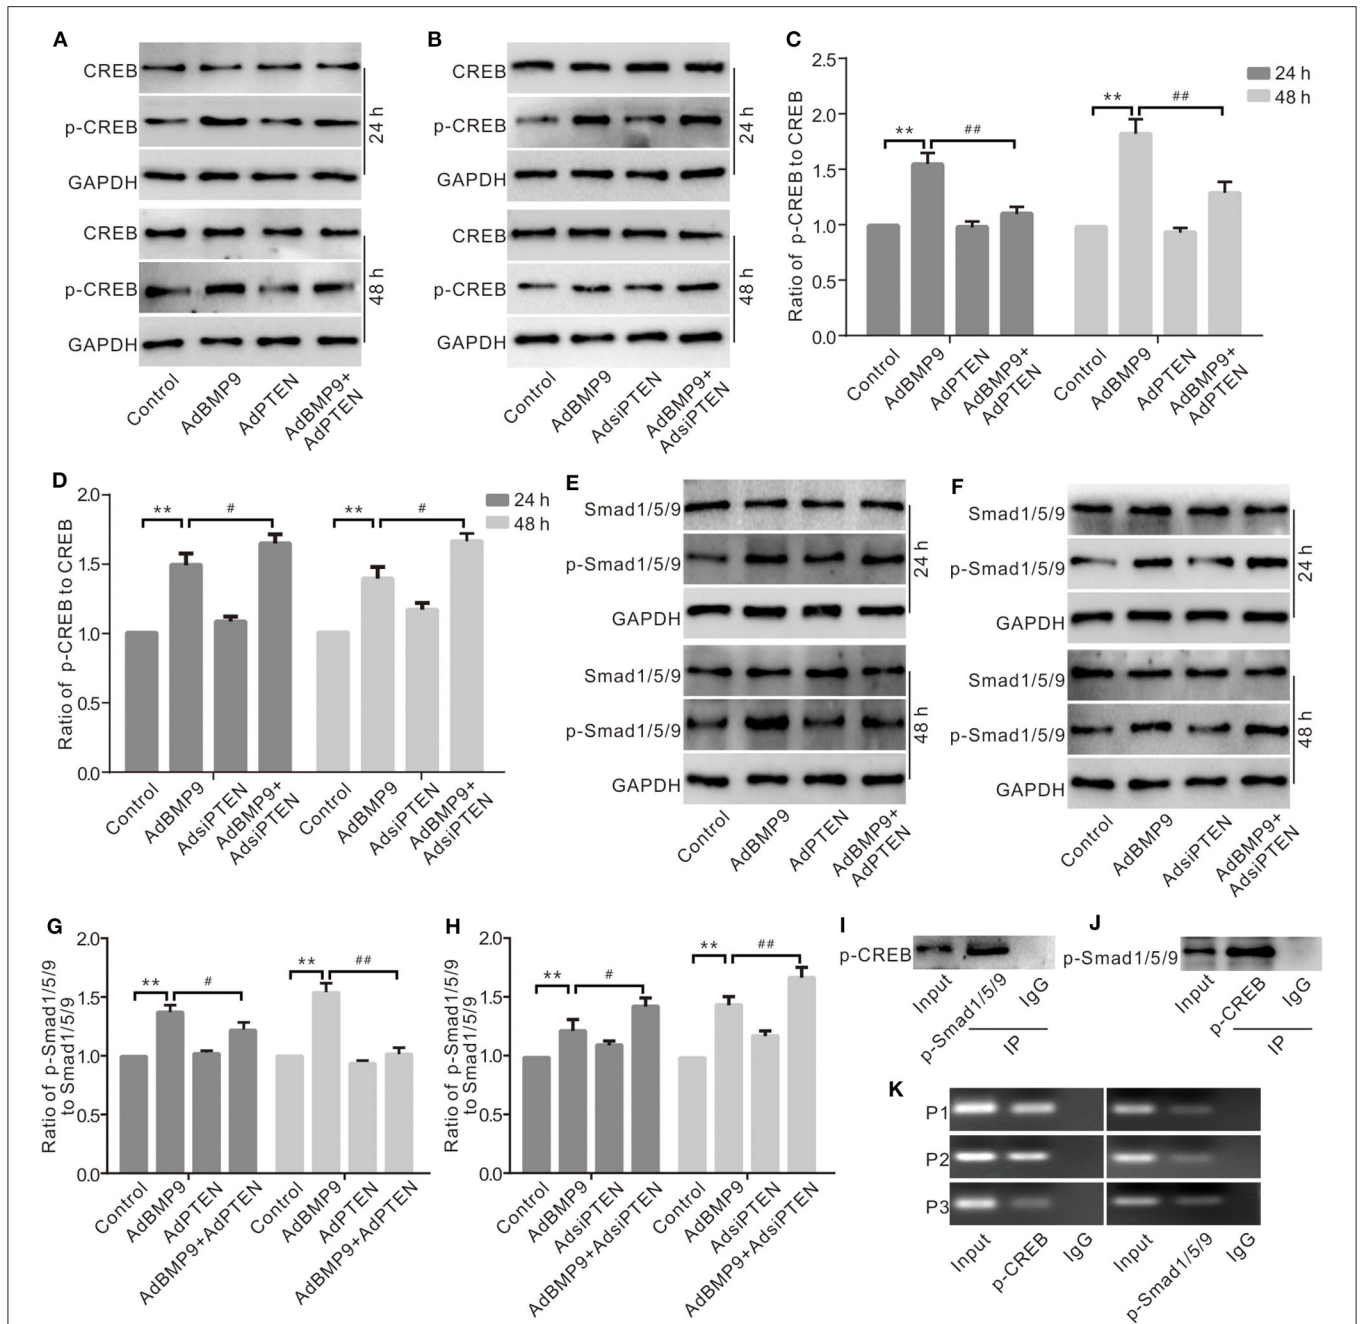 A
CREB
p-CREB
GAPDH
24 h
CREB
p-CREB
GAPDH
48 h
Control
AdBMP9
AdPTEN
AdBMP9+
AdPTEN
B
CREB
p-CREB
GAPDH
24 h
CREB
p-CREB
GAPDH
48 h
Control
AdBMP9
AdsiPTEN
AdBMP9+
AdsiPTEN
C
Ratio of p-CREB to CREB
2.5
2.0
1.5
1.0
0.5
0.0
** ##
** ##
24 h
48 h
Control
AdBMP9
AdPTEN
AdBMP9+
AdPTEN
Control
AdBMP9
AdPTEN
AdBMP9+
AdPTEN
D
Ratio of p-CREB to CREB
2.0
1.5
1.0
0.5
0.0
** #
** #
24 h
48 h
Control
AdBMP9
AdsiPTEN
AdBMP9+
AdsiPTEN
Control
AdBMP9
AdsiPTEN
AdBMP9+
AdsiPTEN
E
Smad1/5/9
p-Smad1/5/9
GAPDH
24 h
Smad1/5/9
p-Smad1/5/9
GAPDH
48 h
Control
AdBMP9
AdPTEN
AdBMP9+
AdPTEN
F
Smad1/5/9
p-Smad1/5/9
GAPDH
24 h
Smad1/5/9
p-Smad1/5/9
GAPDH
48 h
Control
AdBMP9
AdsiPTEN
AdBMP9+
AdsiPTEN
G
Ratio of p-Smad1/5/9
to Smad1/5/9
2.0
1.5
1.0
0.5
0.0
** #
** ##
Control
AdBMP9
AdPTEN
AdBMP9+AdPTEN
Control
AdBMP9
AdPTEN
AdBMP9+AdPTEN
H
Ratio of p-Smad1/5/9
to Smad1/5/9
2.0
1.5
1.0
0.5
0.0
** #
** ##
Control
AdBMP9
AdsiPTEN
AdBMP9+AdsiPTEN
Control
AdBMP9
AdsiPTEN
AdBMP9+AdsiPTEN
I
p-CREB
Input
p-Smad1/5/9
IgG
IP
J
p-Smad1/5/9
Input
p-CREB
IgG
IP
K
P1
P2
P3
Input
p-CREB
IgG
Input
p-Smad1/5/9
IgG